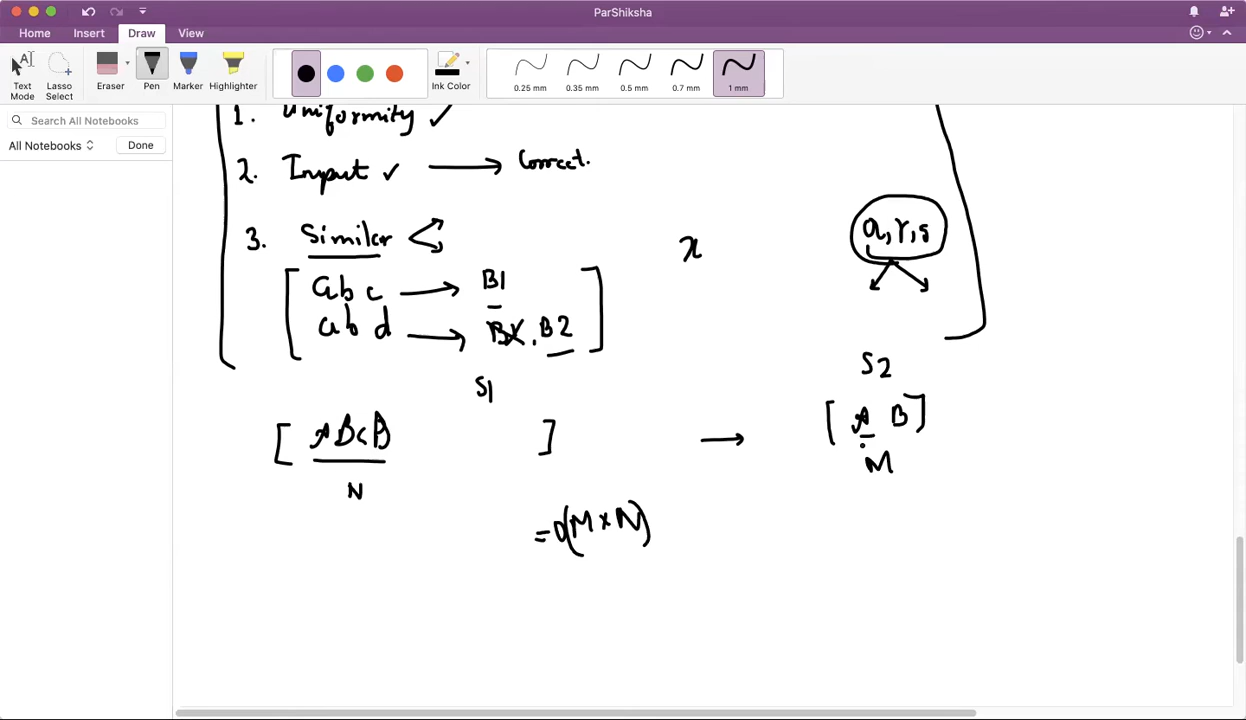 ParShiksha
Home Insert Draw View
Text Mode
Lasso Select
Eraser
Pen
Marker
Highlighter
Ink Color
0.25 mm
0.35 mm
0.5 mm
0.7 mm
1 mm
Search All Notebooks
All Notebooks
Done
1. Uniformity ✓
2. Input ✓ → Correct.
3. Similar
x
a, r, s
abc → B1
abd → B2
S1
S2
[ ABCB ] → [ A B ]
N
M
= O(M x N)